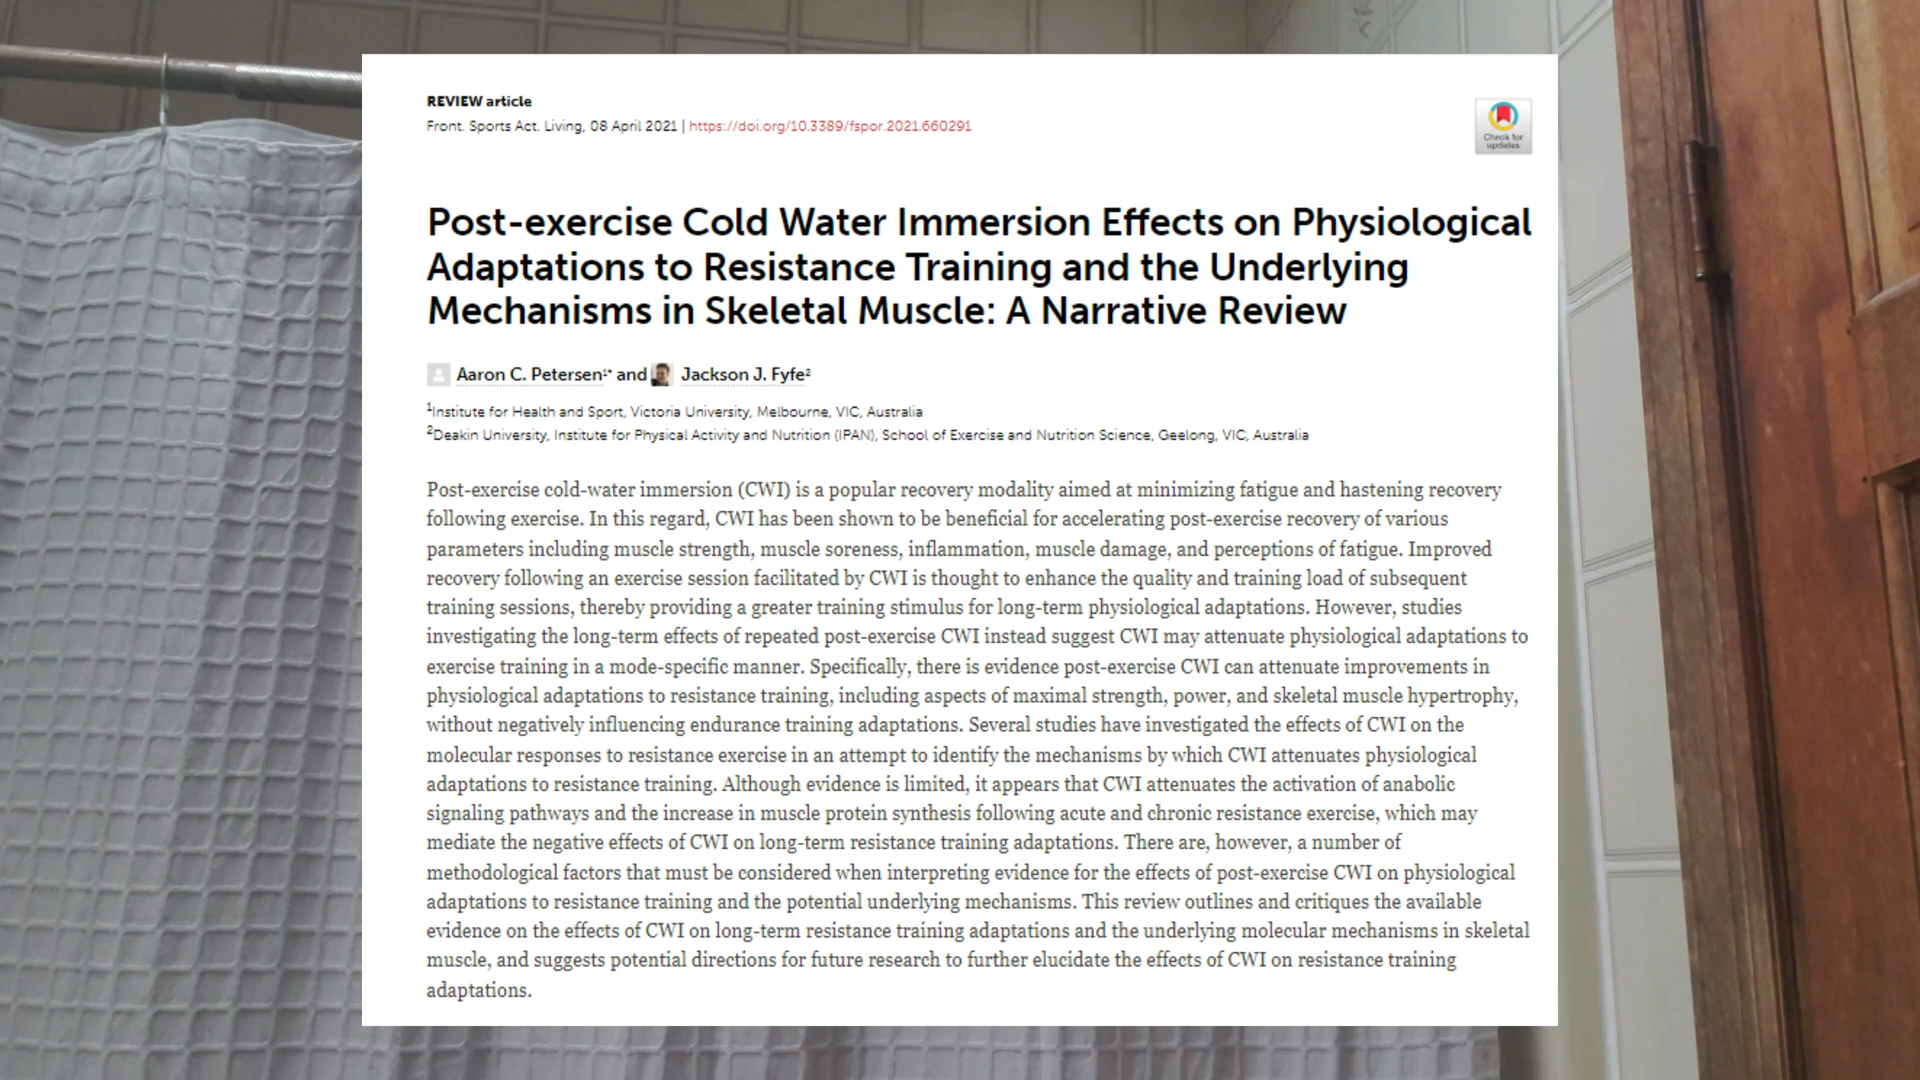 REVIEW article
Front. Sports Act. Living, 08 April 2021 | https://doi.org/10.3389/fspor.2021.660291
Check for
updates
Post-exercise Cold Water Immersion Effects on Physiological
Adaptations to Resistance Training and the Underlying
Mechanisms in Skeletal Muscle: A Narrative Review
Aaron C. Petersen¹* and Jackson J. Fyfe²
¹Institute for Health and Sport, Victoria University, Melbourne, VIC, Australia
²Deakin University, Institute for Physical Activity and Nutrition (IPAN), School of Exercise and Nutrition Science, Geelong, VIC, Australia
Post-exercise cold-water immersion (CWI) is a popular recovery modality aimed at minimizing fatigue and hastening recovery
following exercise. In this regard, CWI has been shown to be beneficial for accelerating post-exercise recovery of various
parameters including muscle strength, muscle soreness, inflammation, muscle damage, and perceptions of fatigue. Improved
recovery following an exercise session facilitated by CWI is thought to enhance the quality and training load of subsequent
training sessions, thereby providing a greater training stimulus for long-term physiological adaptations. However, studies
investigating the long-term effects of repeated post-exercise CWI instead suggest CWI may attenuate physiological adaptations to
exercise training in a mode-specific manner. Specifically, there is evidence post-exercise CWI can attenuate improvements in
physiological adaptations to resistance training, including aspects of maximal strength, power, and skeletal muscle hypertrophy,
without negatively influencing endurance training adaptations. Several studies have investigated the effects of CWI on the
molecular responses to resistance exercise in an attempt to identify the mechanisms by which CWI attenuates physiological
adaptations to resistance training. Although evidence is limited, it appears that CWI attenuates the activation of anabolic
signaling pathways and the increase in muscle protein synthesis following acute and chronic resistance exercise, which may
mediate the negative effects of CWI on long-term resistance training adaptations. There are, however, a number of
methodological factors that must be considered when interpreting evidence for the effects of post-exercise CWI on physiological
adaptations to resistance training and the potential underlying mechanisms. This review outlines and critiques the available
evidence on the effects of CWI on long-term resistance training adaptations and the underlying molecular mechanisms in skeletal
muscle, and suggests potential directions for future research to further elucidate the effects of CWI on resistance training
adaptations.